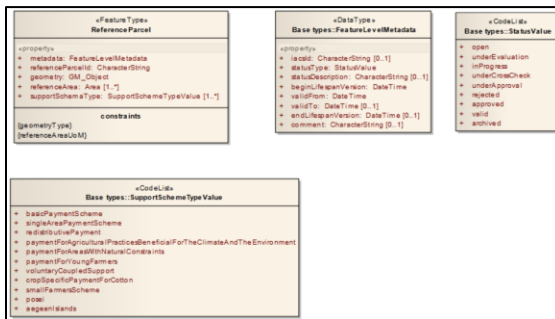 «FeatureType»
ReferenceParcel
«property»
+ metadata: FeatureLevelMetadata
+ referenceParcelId: CharacterString
+ geometry: GM_Object
+ referenceArea: Area [1..*]
+ supportSchemaType: SupportSchemeTypeValue [1..*]
constraints
{geometryType}
{referenceAreaUoM}
«DataType»
Base types::FeatureLevelMetadata
«property»
+ iacsId: CharacterString [0..1]
+ statusType: StatusValue
+ statusDescription: CharacterString [0..1]
+ beginLifespanVersion: DateTime
+ validFrom: DateTime
+ validTo: DateTime [0..1]
+ endLifespanVersion: DateTime [0..1]
+ comment: CharacterString [0..1]
«CodeList»
Base types::StatusValue
+ open
+ underEvaluation
+ inProgress
+ underCrossCheck
+ underApproval
+ rejected
+ approved
+ valid
+ archived
«CodeList»
Base types::SupportSchemeTypeValue
+ basicPaymentScheme
+ singleAreaPaymentScheme
+ redistributivePayment
+ paymentForAgriculturalPracticesBeneficialForTheClimateAndTheEnvironment
+ paymentForAreasWithNaturalConstraints
+ paymentForYoungFarmers
+ voluntaryCoupledSupport
+ cropSpecificPaymentForCotton
+ smallFarmersScheme
+ posei
+ aegeanIslands